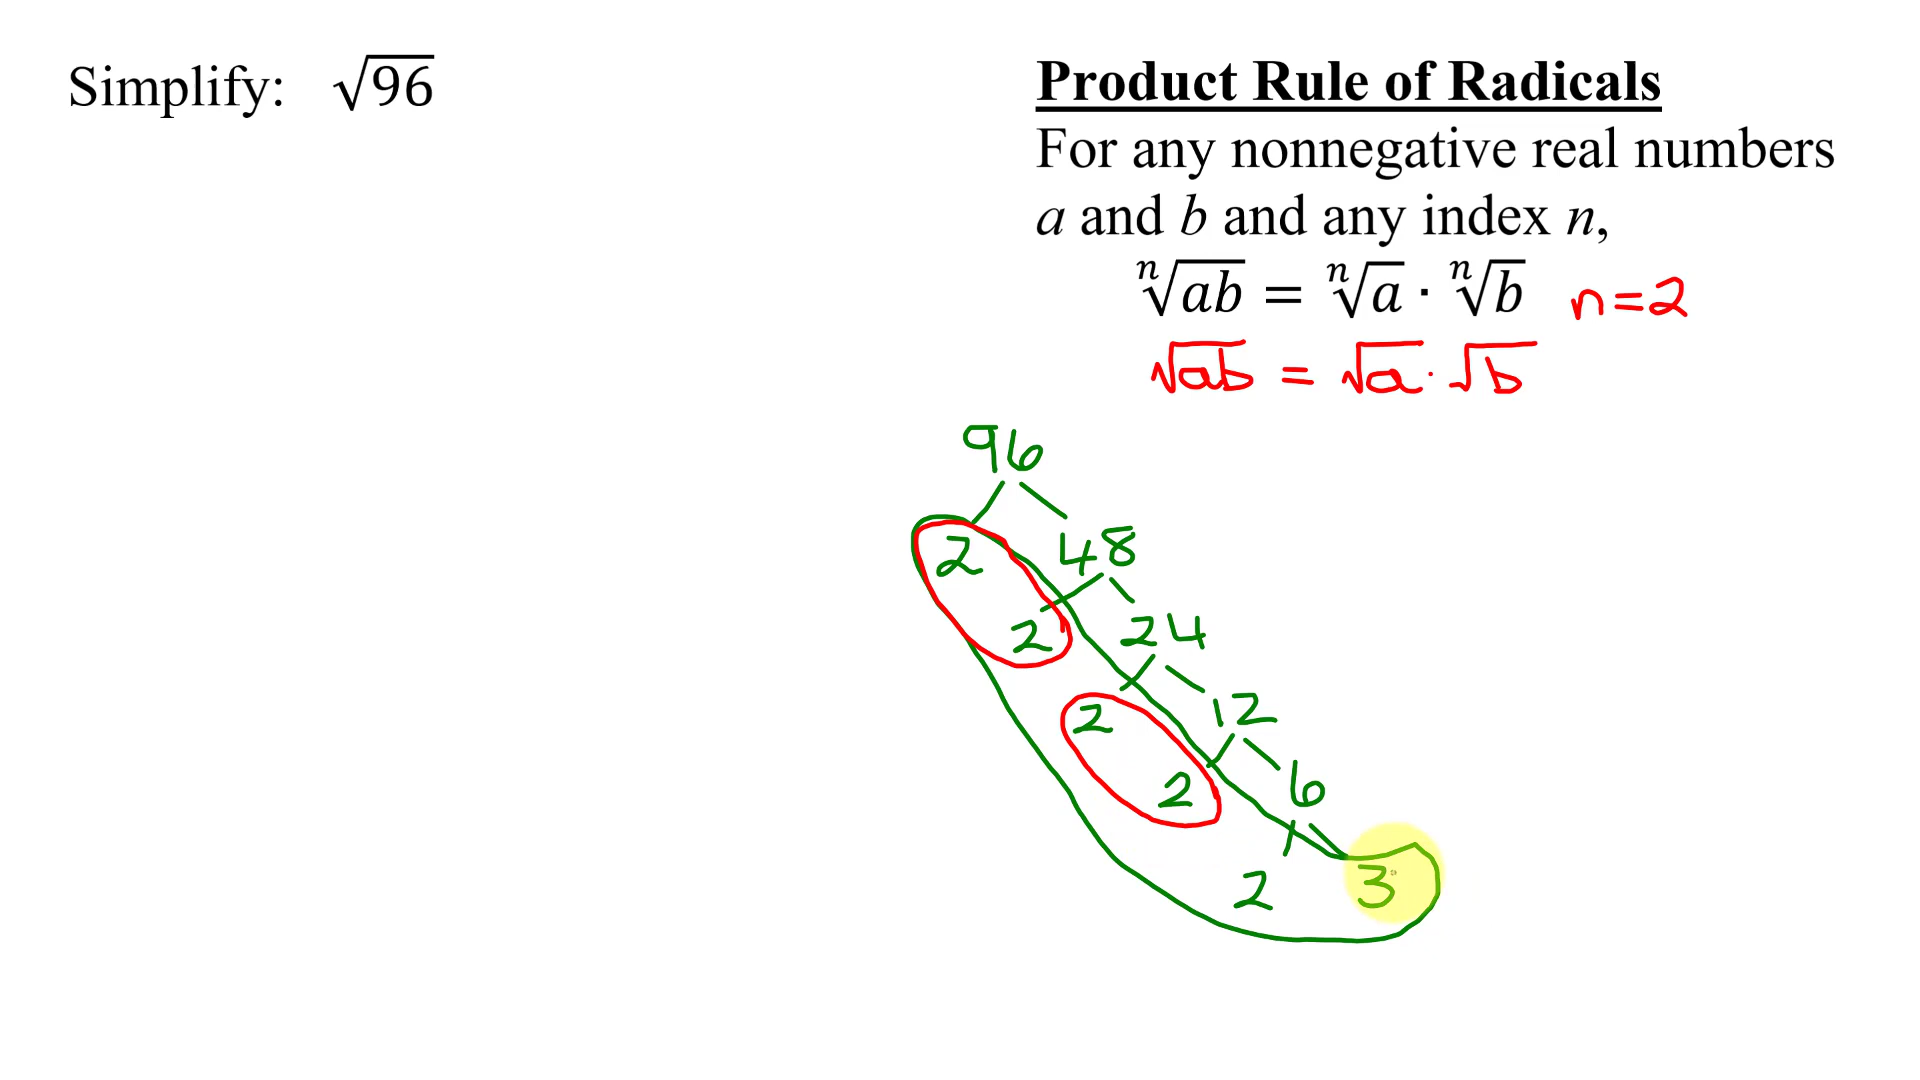 Simplify: √96
Product Rule of Radicals
For any nonnegative real numbers
a and b and any index n,
ⁿ√ab = ⁿ√a · ⁿ√b n=2
√ab = √a · √b
96
2 48
2 24
2 12
2 6
2 3